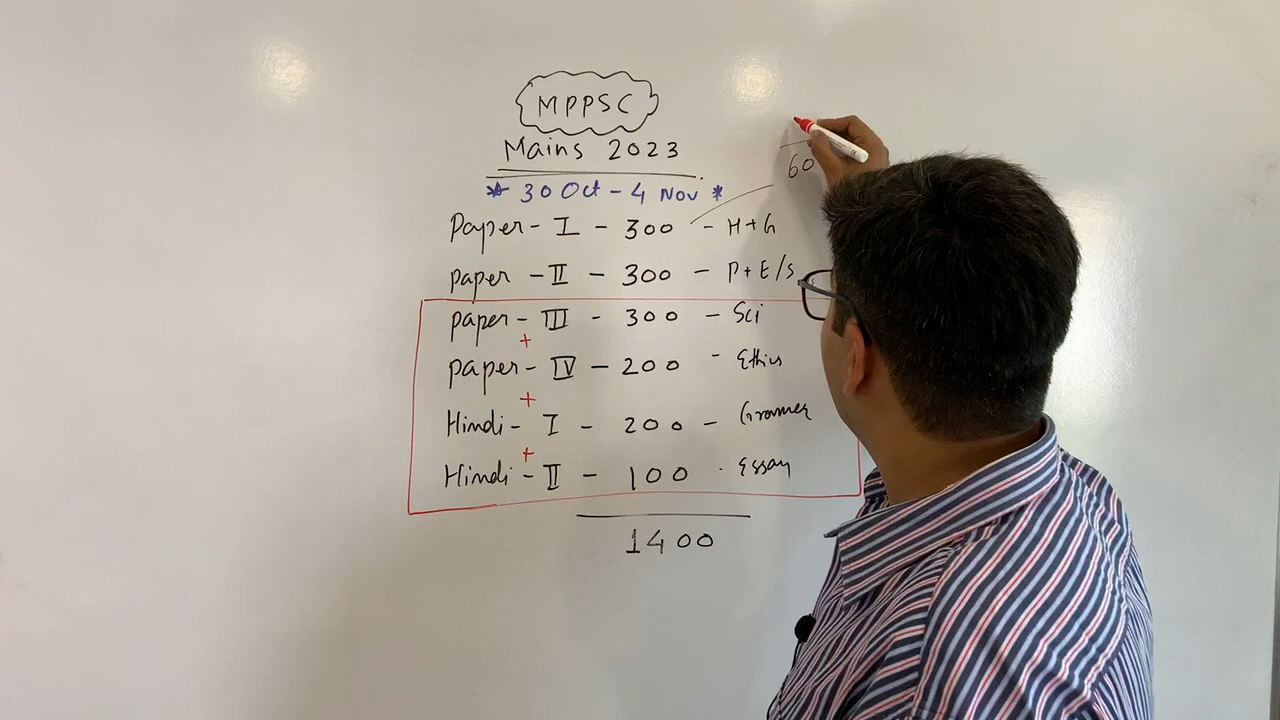 MPPSC
Mains 2023
* 30 Oct - 4 Nov *
60
Paper - I - 300 - H+G
Paper - II - 300 - P+E/S
Paper - III - 300 - Sci
+
Paper - IV - 200 - Ethics
+
Hindi - I - 200 - Grammer
+
Hindi - II - 100 - Essay
1400